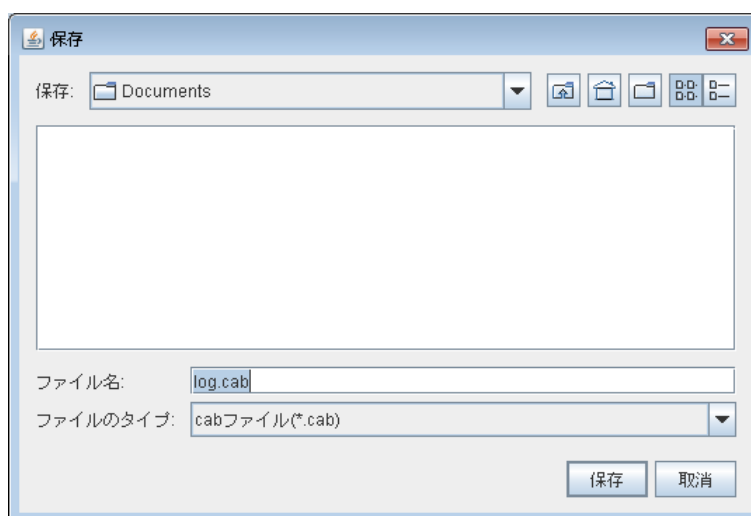 保存
保存: Documents
ファイル名: log.cab
ファイルのタイプ: cabファイル(*.cab)
保存 取消